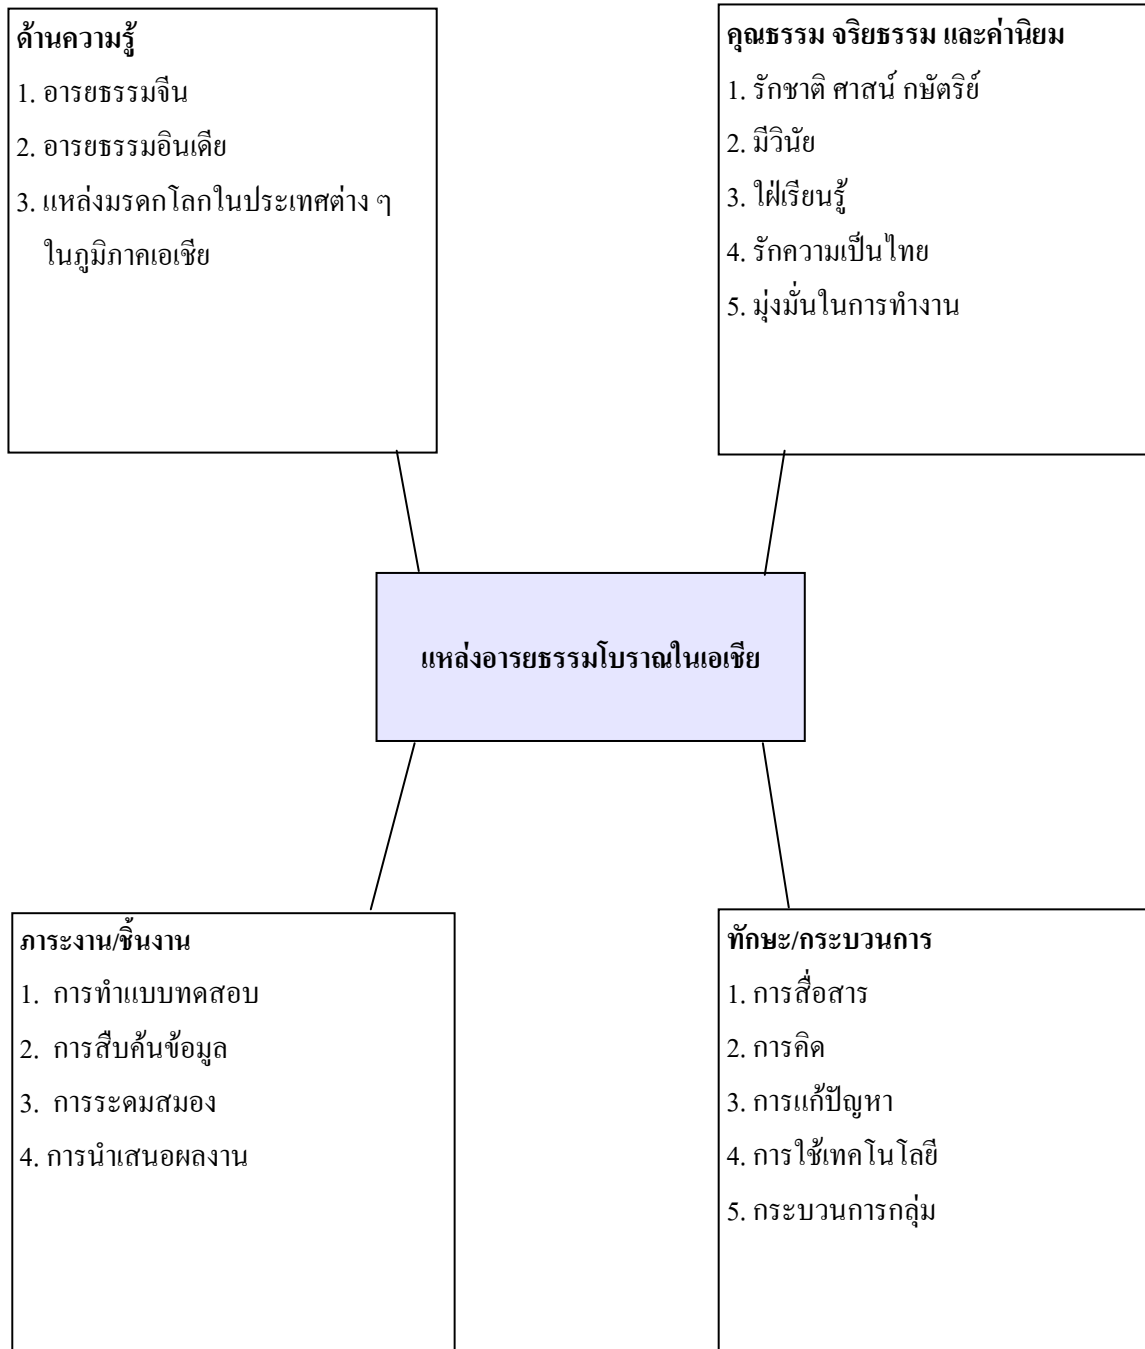 ด้านความรู้
1. อารยธรรมจีน
2. อารยธรรมอินเดีย
3. แหล่งมรดกโลกในประเทศต่าง ๆ
ในภูมิภาคเอเชีย
คุณธรรม จริยธรรม และค่านิยม
1. รักชาติ ศาสน์ กษัตริย์
2. มีวินัย
3. ใฝ่เรียนรู้
4. รักความเป็นไทย
5. มุ่งมั่นในการทำงาน
แหล่งอารยธรรมโบราณในเอเชีย
ภาระงาน/ชิ้นงาน
1. การทำแบบทดสอบ
2. การสืบค้นข้อมูล
3. การระดมสมอง
4. การนำเสนอผลงาน
ทักษะ/กระบวนการ
1. การสื่อสาร
2. การคิด
3. การแก้ปัญหา
4. การใช้เทคโนโลยี
5. กระบวนการกลุ่ม